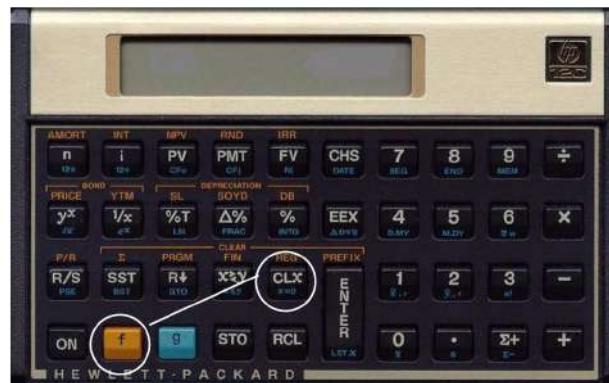 hp
12C
AMORT INT NPV RND IRR
n i PV PMT FV CHS 7 8 9 ÷
12× 12÷ CFo CFj Nj DATE BEG END MEM
BOND DEPRECIATION
PRICE YTM SL SOYD DB
yˣ 1/x %T Δ% % EEX 4 5 6 ×
√x eˣ LN FRAC INTG ΔDYS D.MY M.DY x̄w
CLEAR
P/R Σ PRGM FIN REG PREFIX
R/S SST R↓ x≷y CLX ENTER 1 2 3 −
PSE BST GTO x≤y x=0 x̂,r ŷ,r n!
ON f g STO RCL 0 · Σ+ +
LST X x̄ s Σ−
HEWLETT-PACKARD